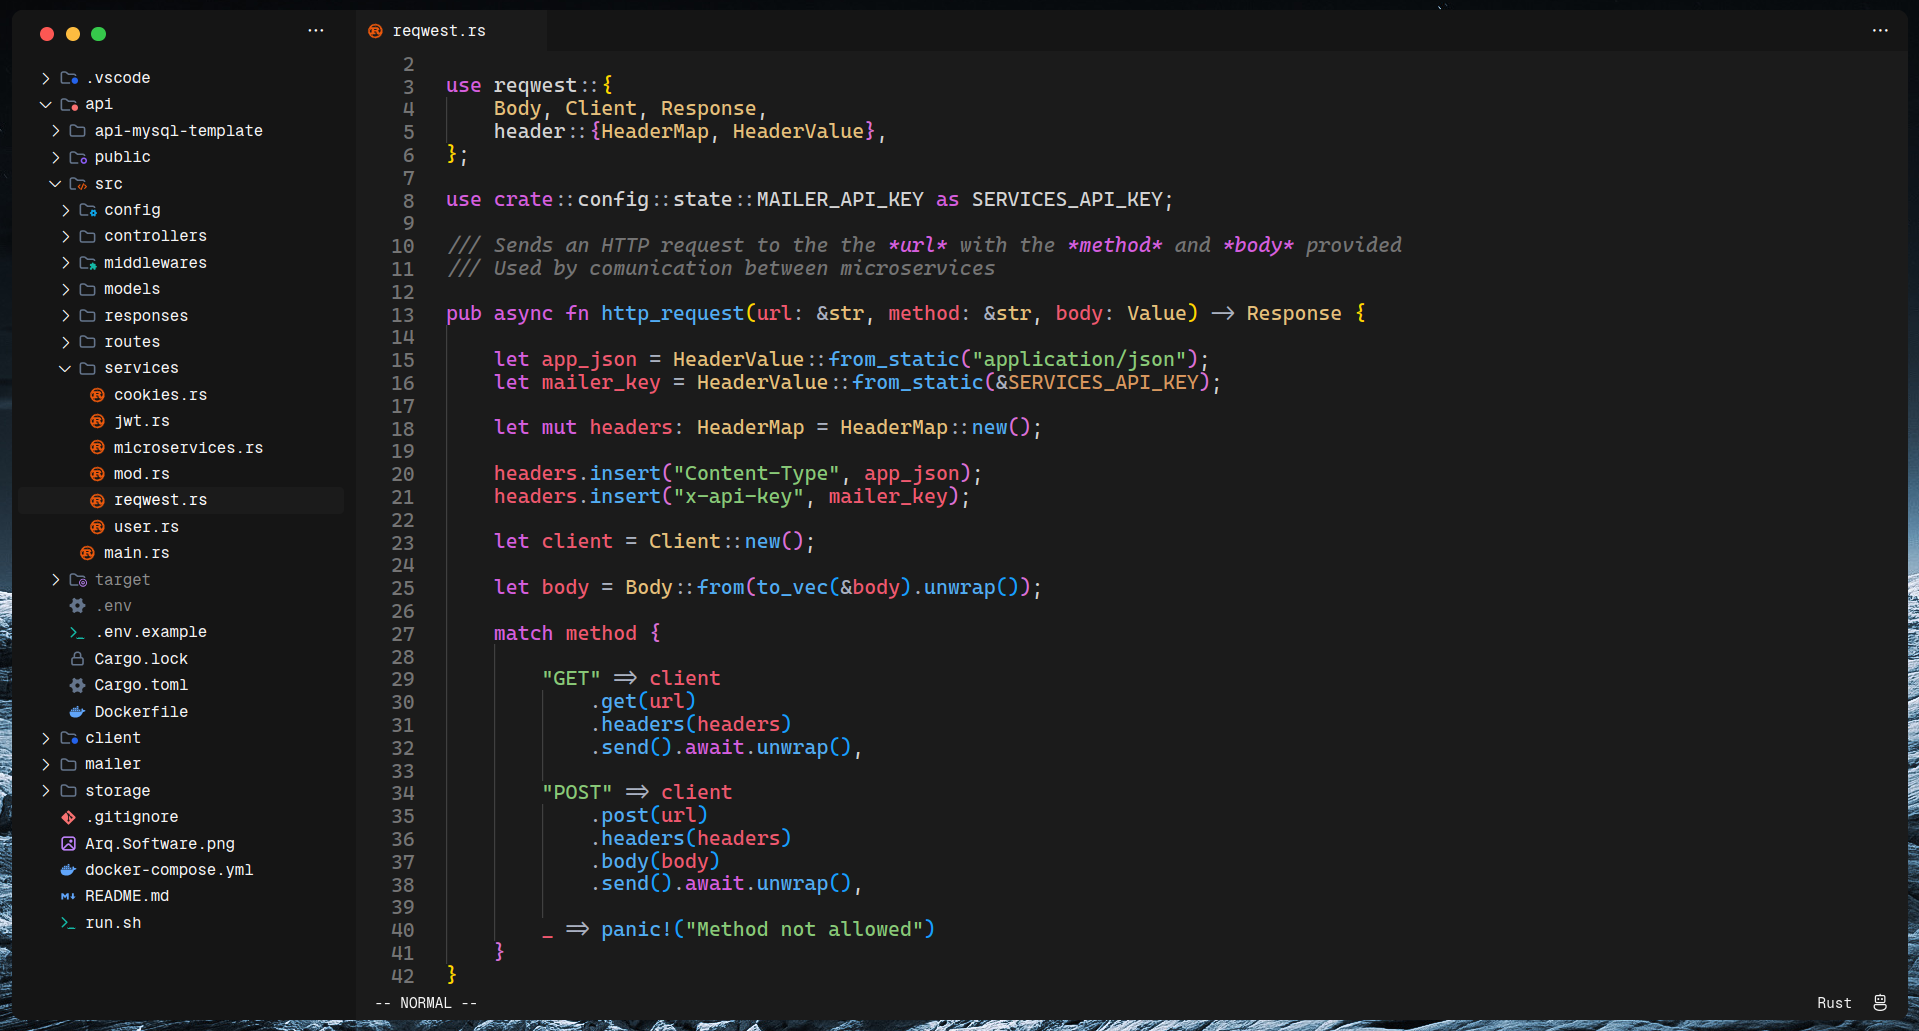 .vscode
api
api-mysql-template
public
src
config
controllers
middlewares
models
responses
routes
services
cookies.rs
jwt.rs
microservices.rs
mod.rs
reqwest.rs
user.rs
main.rs
target
.env
.env.example
Cargo.lock
Cargo.toml
Dockerfile
client
mailer
storage
.gitignore
Arq.Software.png
docker-compose.yml
README.md
run.sh
reqwest.rs
2
3 use reqwest::{
4     Body, Client, Response,
5     header::{HeaderMap, HeaderValue},
6 };
7
8 use crate::config::state::MAILER_API_KEY as SERVICES_API_KEY;
9
10 /// Sends an HTTP request to the the *url* with the *method* and *body* provided
11 /// Used by comunication between microservices
12
13 pub async fn http_request(url: &str, method: &str, body: Value) -> Response {
14
15     let app_json = HeaderValue::from_static("application/json");
16     let mailer_key = HeaderValue::from_static(&SERVICES_API_KEY);
17
18     let mut headers: HeaderMap = HeaderMap::new();
19
20     headers.insert("Content-Type", app_json);
21     headers.insert("x-api-key", mailer_key);
22
23     let client = Client::new();
24
25     let body = Body::from(to_vec(&body).unwrap());
26
27     match method {
28
29         "GET" => client
30             .get(url)
31             .headers(headers)
32             .send().await.unwrap(),
33
34         "POST" => client
35             .post(url)
36             .headers(headers)
37             .body(body)
38             .send().await.unwrap(),
39
40         _ => panic!("Method not allowed")
41     }
42 }
-- NORMAL --
Rust